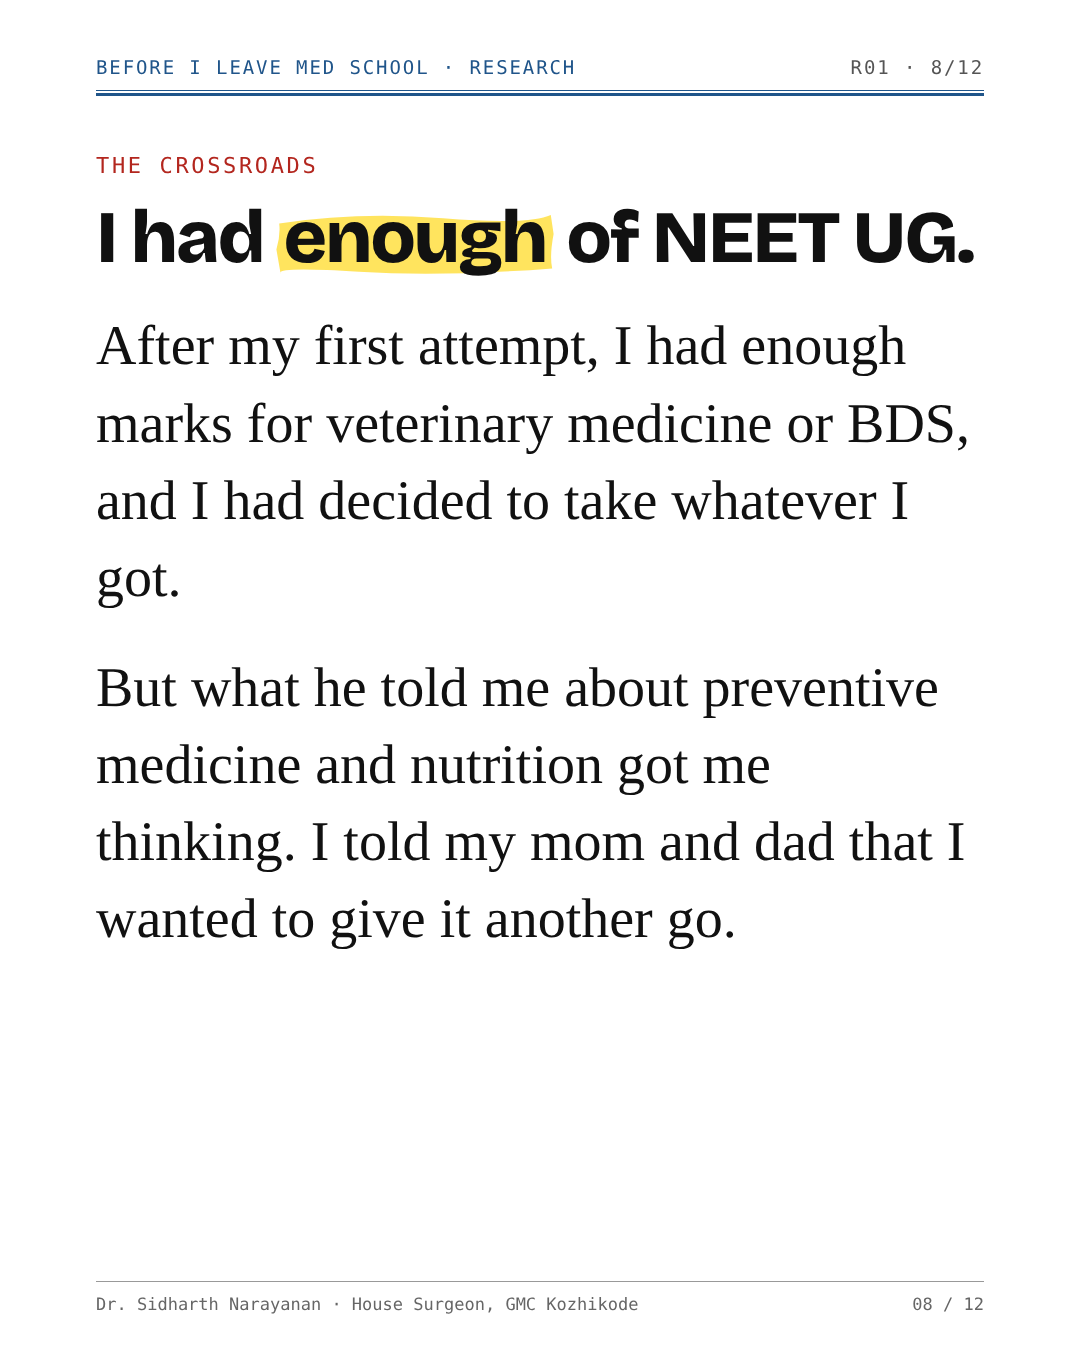 BEFORE I LEAVE MED SCHOOL · RESEARCH
R01 · 8/12
THE CROSSROADS
I had enough of NEET UG.
After my first attempt, I had enough
marks for veterinary medicine or BDS,
and I had decided to take whatever I
got.
But what he told me about preventive
medicine and nutrition got me
thinking. I told my mom and dad that I
wanted to give it another go.
Dr. Sidharth Narayanan · House Surgeon, GMC Kozhikode
08 / 12